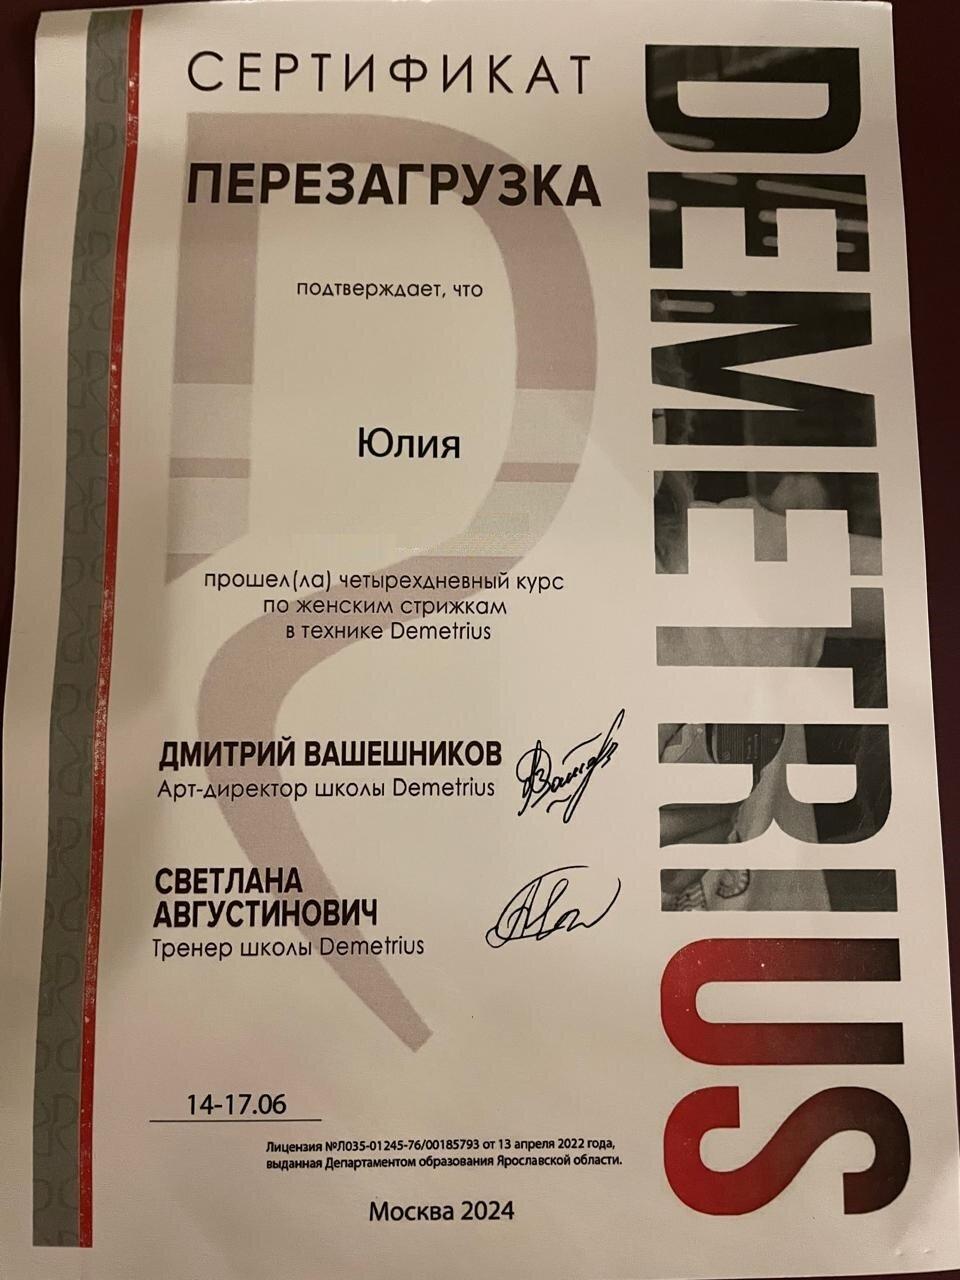 СЕРТИФИКАТ
ПЕРЕЗАГРУЗКА
подтверждает, что
Юлия
прошел(ла) четырехдневный курс
по женским стрижкам
в технике Demetrius
ДМИТРИЙ ВАШЕШНИКОВ
Арт-директор школы Demetrius
СВЕТЛАНА
АВГУСТИНОВИЧ
Тренер школы Demetrius
14-17.06
Лицензия №Л035-01245-76/00185793 от 13 апреля 2022 года,
выданная Департаментом образования Ярославской области.
Москва 2024
DEMETRIUS